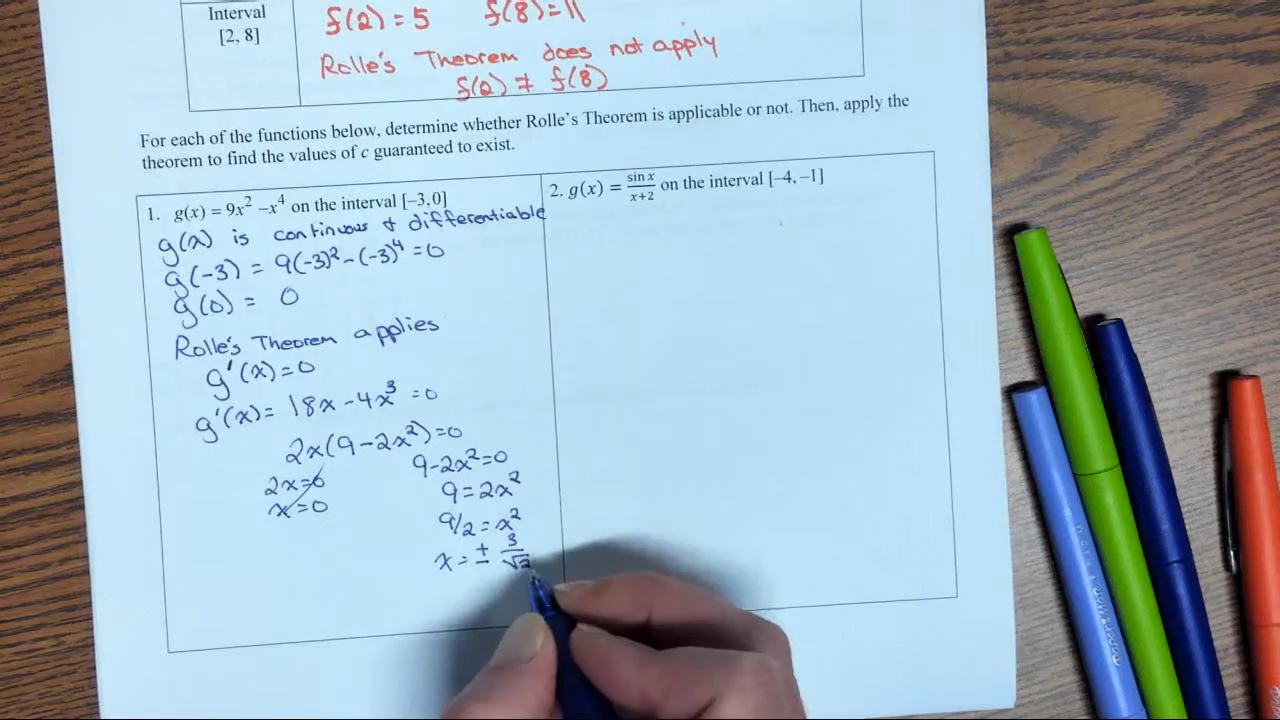 Interval
[2, 8]
f(2) = 5 f(8) = 11
Rolle's Theorem does not apply
f(2) ≠ f(8)
For each of the functions below, determine whether Rolle's Theorem is applicable or not. Then, apply the
theorem to find the values of c guaranteed to exist.
1. g(x) = 9x² –x⁴ on the interval [–3,0]
g(x) is continuous & differentiable
g(-3) = 9(-3)² - (-3)⁴ = 0
g(0) = 0
Rolle's Theorem applies
g'(x) = 0
g'(x) = 18x - 4x³ = 0
2x(9 - 2x²) = 0
2x = 0
x = 0
9 - 2x² = 0
9 = 2x²
9/2 = x²
x = ± 3/√2
2. g(x) = sin x/x+2 on the interval [–4, –1]